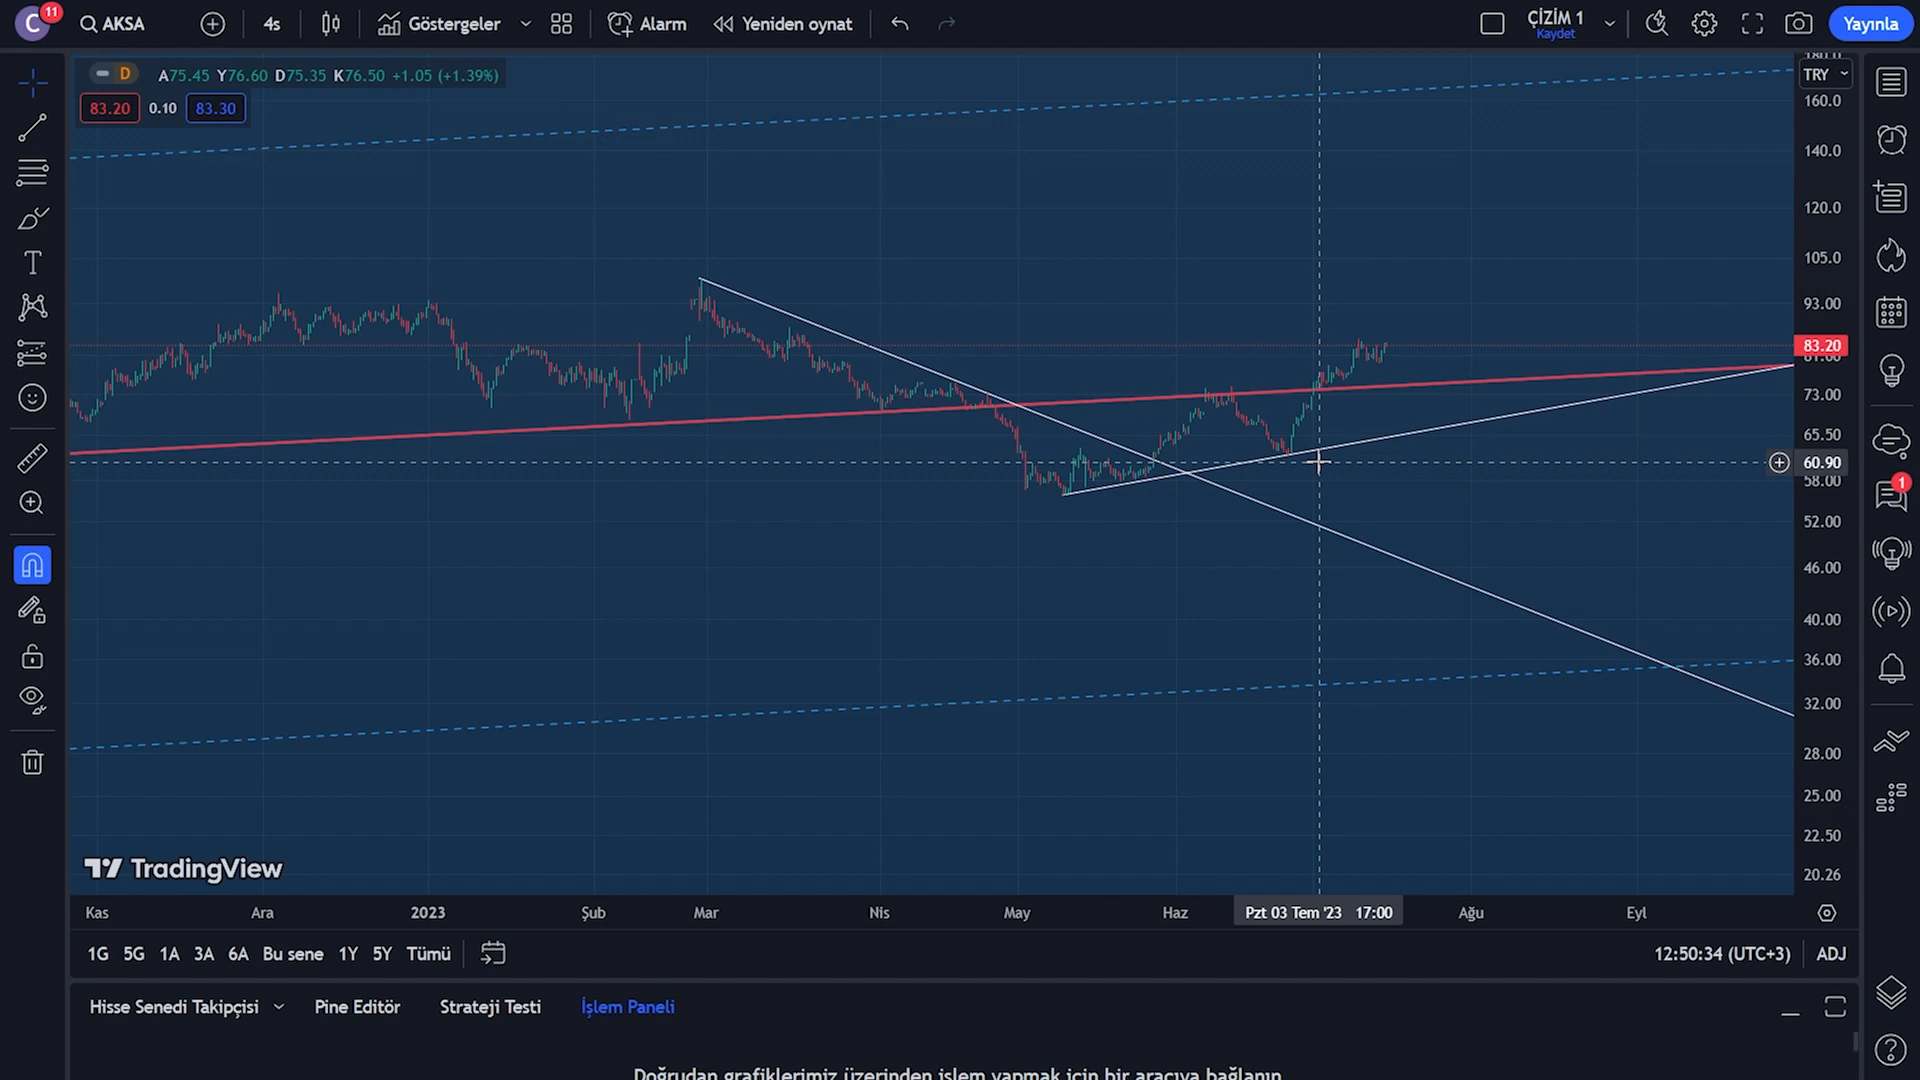 C 11 AKSA 4s Göstergeler Alarm Yeniden oynat ÇİZİM 1 Yayınla
Kaydet
D A75.45 Y76.60 D75.35 K76.50 +1.05 (+1.39%)
83.20 0.10 83.30
TRY
180.0
160.0
140.0
120.0
105.0
93.00
83.20
81.00
73.00
65.50
60.90
58.00
52.00
46.00
40.00
36.00
32.00
28.00
25.00
22.50
20.26
1
TradingView
Kas Ara 2023 Şub Mar Nis May Haz Pzt 03 Tem '23 17:00 Ağu Eyl
1G 5G 1A 3A 6A Bu sene 1Y 5Y Tümü 12:50:34 (UTC+3) ADJ
Hisse Senedi Takipçisi Pine Editör Strateji Testi İşlem Paneli
Doğrudan grafiklerimiz üzerinden işlem yapmak için bir aracıya bağlanın